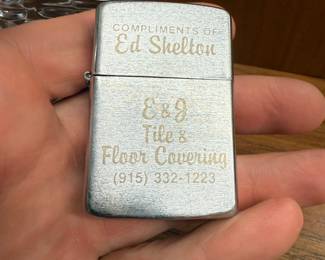 COMPLIMENTS OF
Ed Shelton
E & J
Tile &
Floor Covering
(915) 332-1223